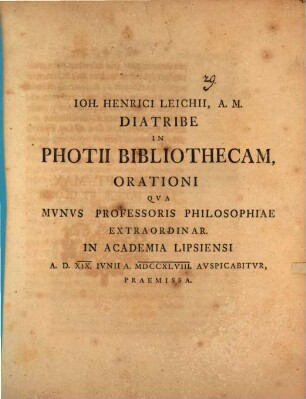 29.
IOH. HENRICI LEICHII, A. M.
DIATRIBE
IN
PHOTII BIBLIOTHECAM,
ORATIONI
QVA
MVNVS PROFESSORIS PHILOSOPHIAE
EXTRAORDINAR.
IN ACADEMIA LIPSIENSI
A. D. XIX. IVNII A. MDCCXLVIII. AVSPICABITVR,
PRAEMISSA.